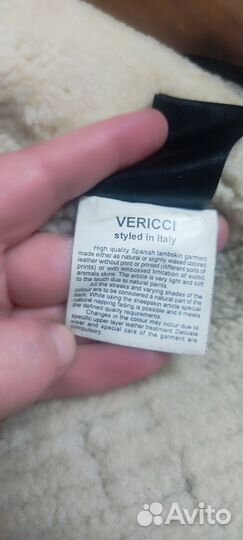 VERICCI
styled in Italy
High quality Spanish lambskin garment
made either as natural or slightly waxed colored
leather without print or printed (different sorts of
prints) or with embossed limitation of exotic
animals skint. The article is very light and soft
to the touch due to natural paints.
All the streaks and varying shades of the
colour are to be considered a natural part of the
item. While using the sheepskin article special
natural napping facing is possible and it meets
the defined quality requirements.
Changes in the colour may occur due to
specific upper layer leather treatment. Delicate
wear and special care of the garment are
compulsory.
Avito